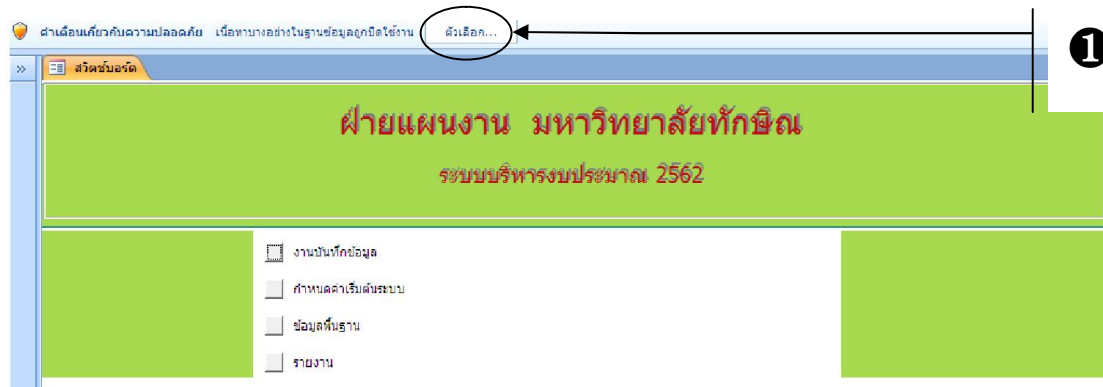 คำเตือนเกี่ยวกับความปลอดภัย เนื้อหาบางอย่างในฐานข้อมูลถูกปิดใช้งาน ตัวเลือก...
❶
» สวิตช์บอร์ด
ฝ่ายแผนงาน มหาวิทยาลัยทักษิณ
ระบบบริหารงบประมาณ 2562
งานบันทึกข้อมูล
กำหนดค่าเริ่มต้นระบบ
ข้อมูลพื้นฐาน
รายงาน